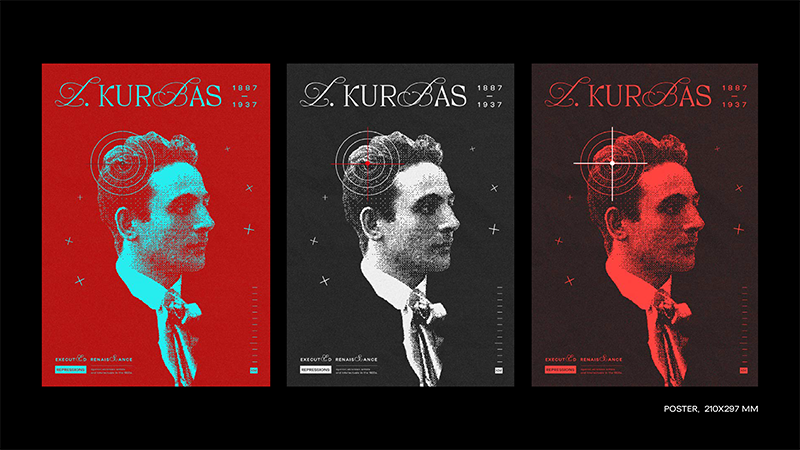 L. KURBAS 1887
—
1937
EXECUTED RENAISSANCE
REPRESSIONS
L. KURBAS 1887
—
1937
EXECUTED RENAISSANCE
REPRESSIONS
L. KURBAS 1887
—
1937
EXECUTED RENAISSANCE
REPRESSIONS
POSTER, 210X297 MM